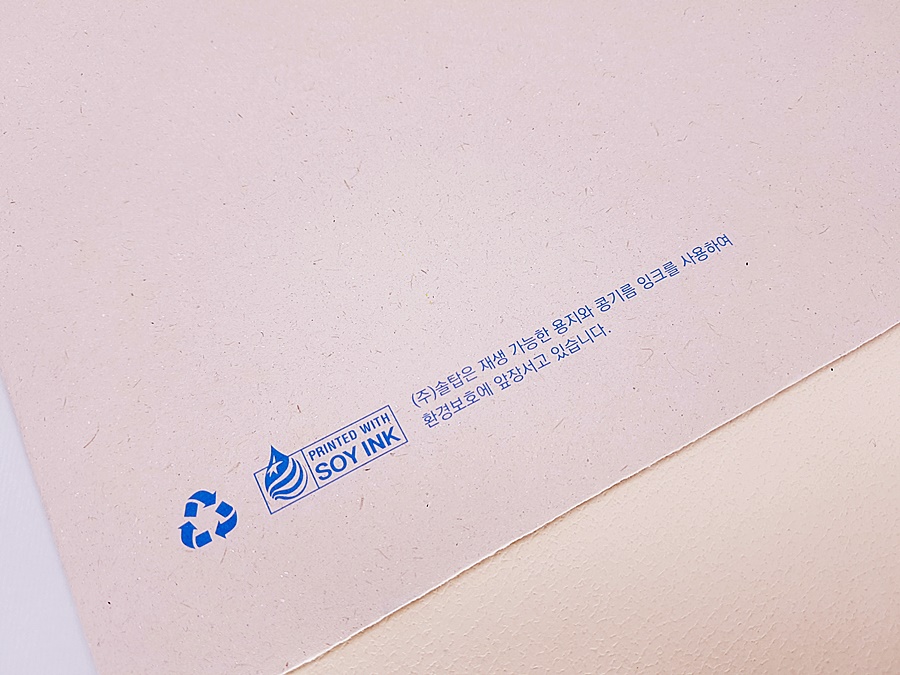 PRINTED WITH
SOY INK
(주)솔탑은 재생 가능한 용지와 콩기름 잉크를 사용하여
환경보호에 앞장서고 있습니다.